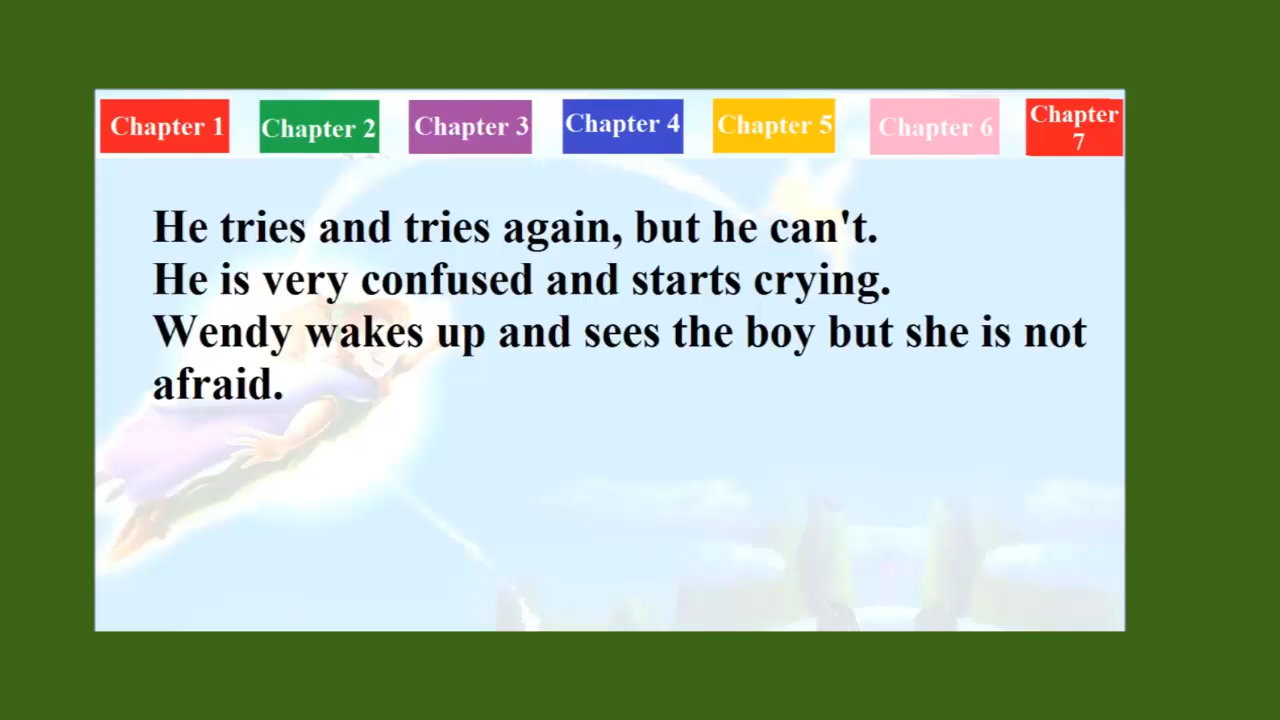 Chapter 1
Chapter 2
Chapter 3
Chapter 4
Chapter 5
Chapter 6
Chapter
7
He tries and tries again, but he can't.
He is very confused and starts crying.
Wendy wakes up and sees the boy but she is not
afraid.